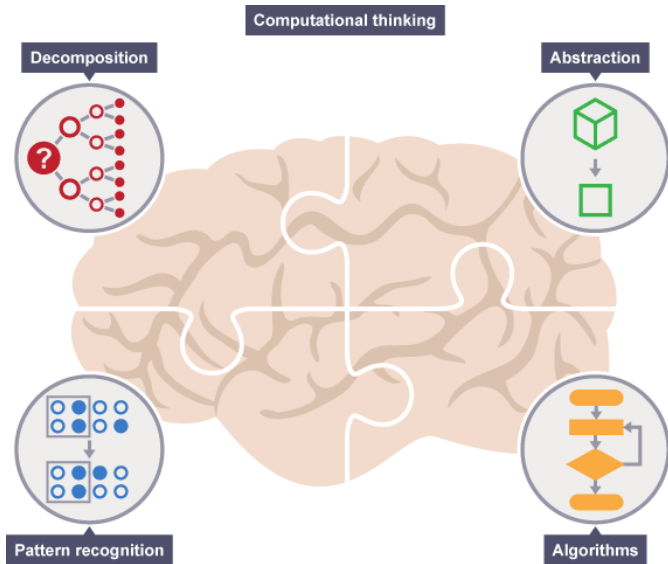 Computational thinking
Decomposition
Abstraction
?
Pattern recognition
Algorithms